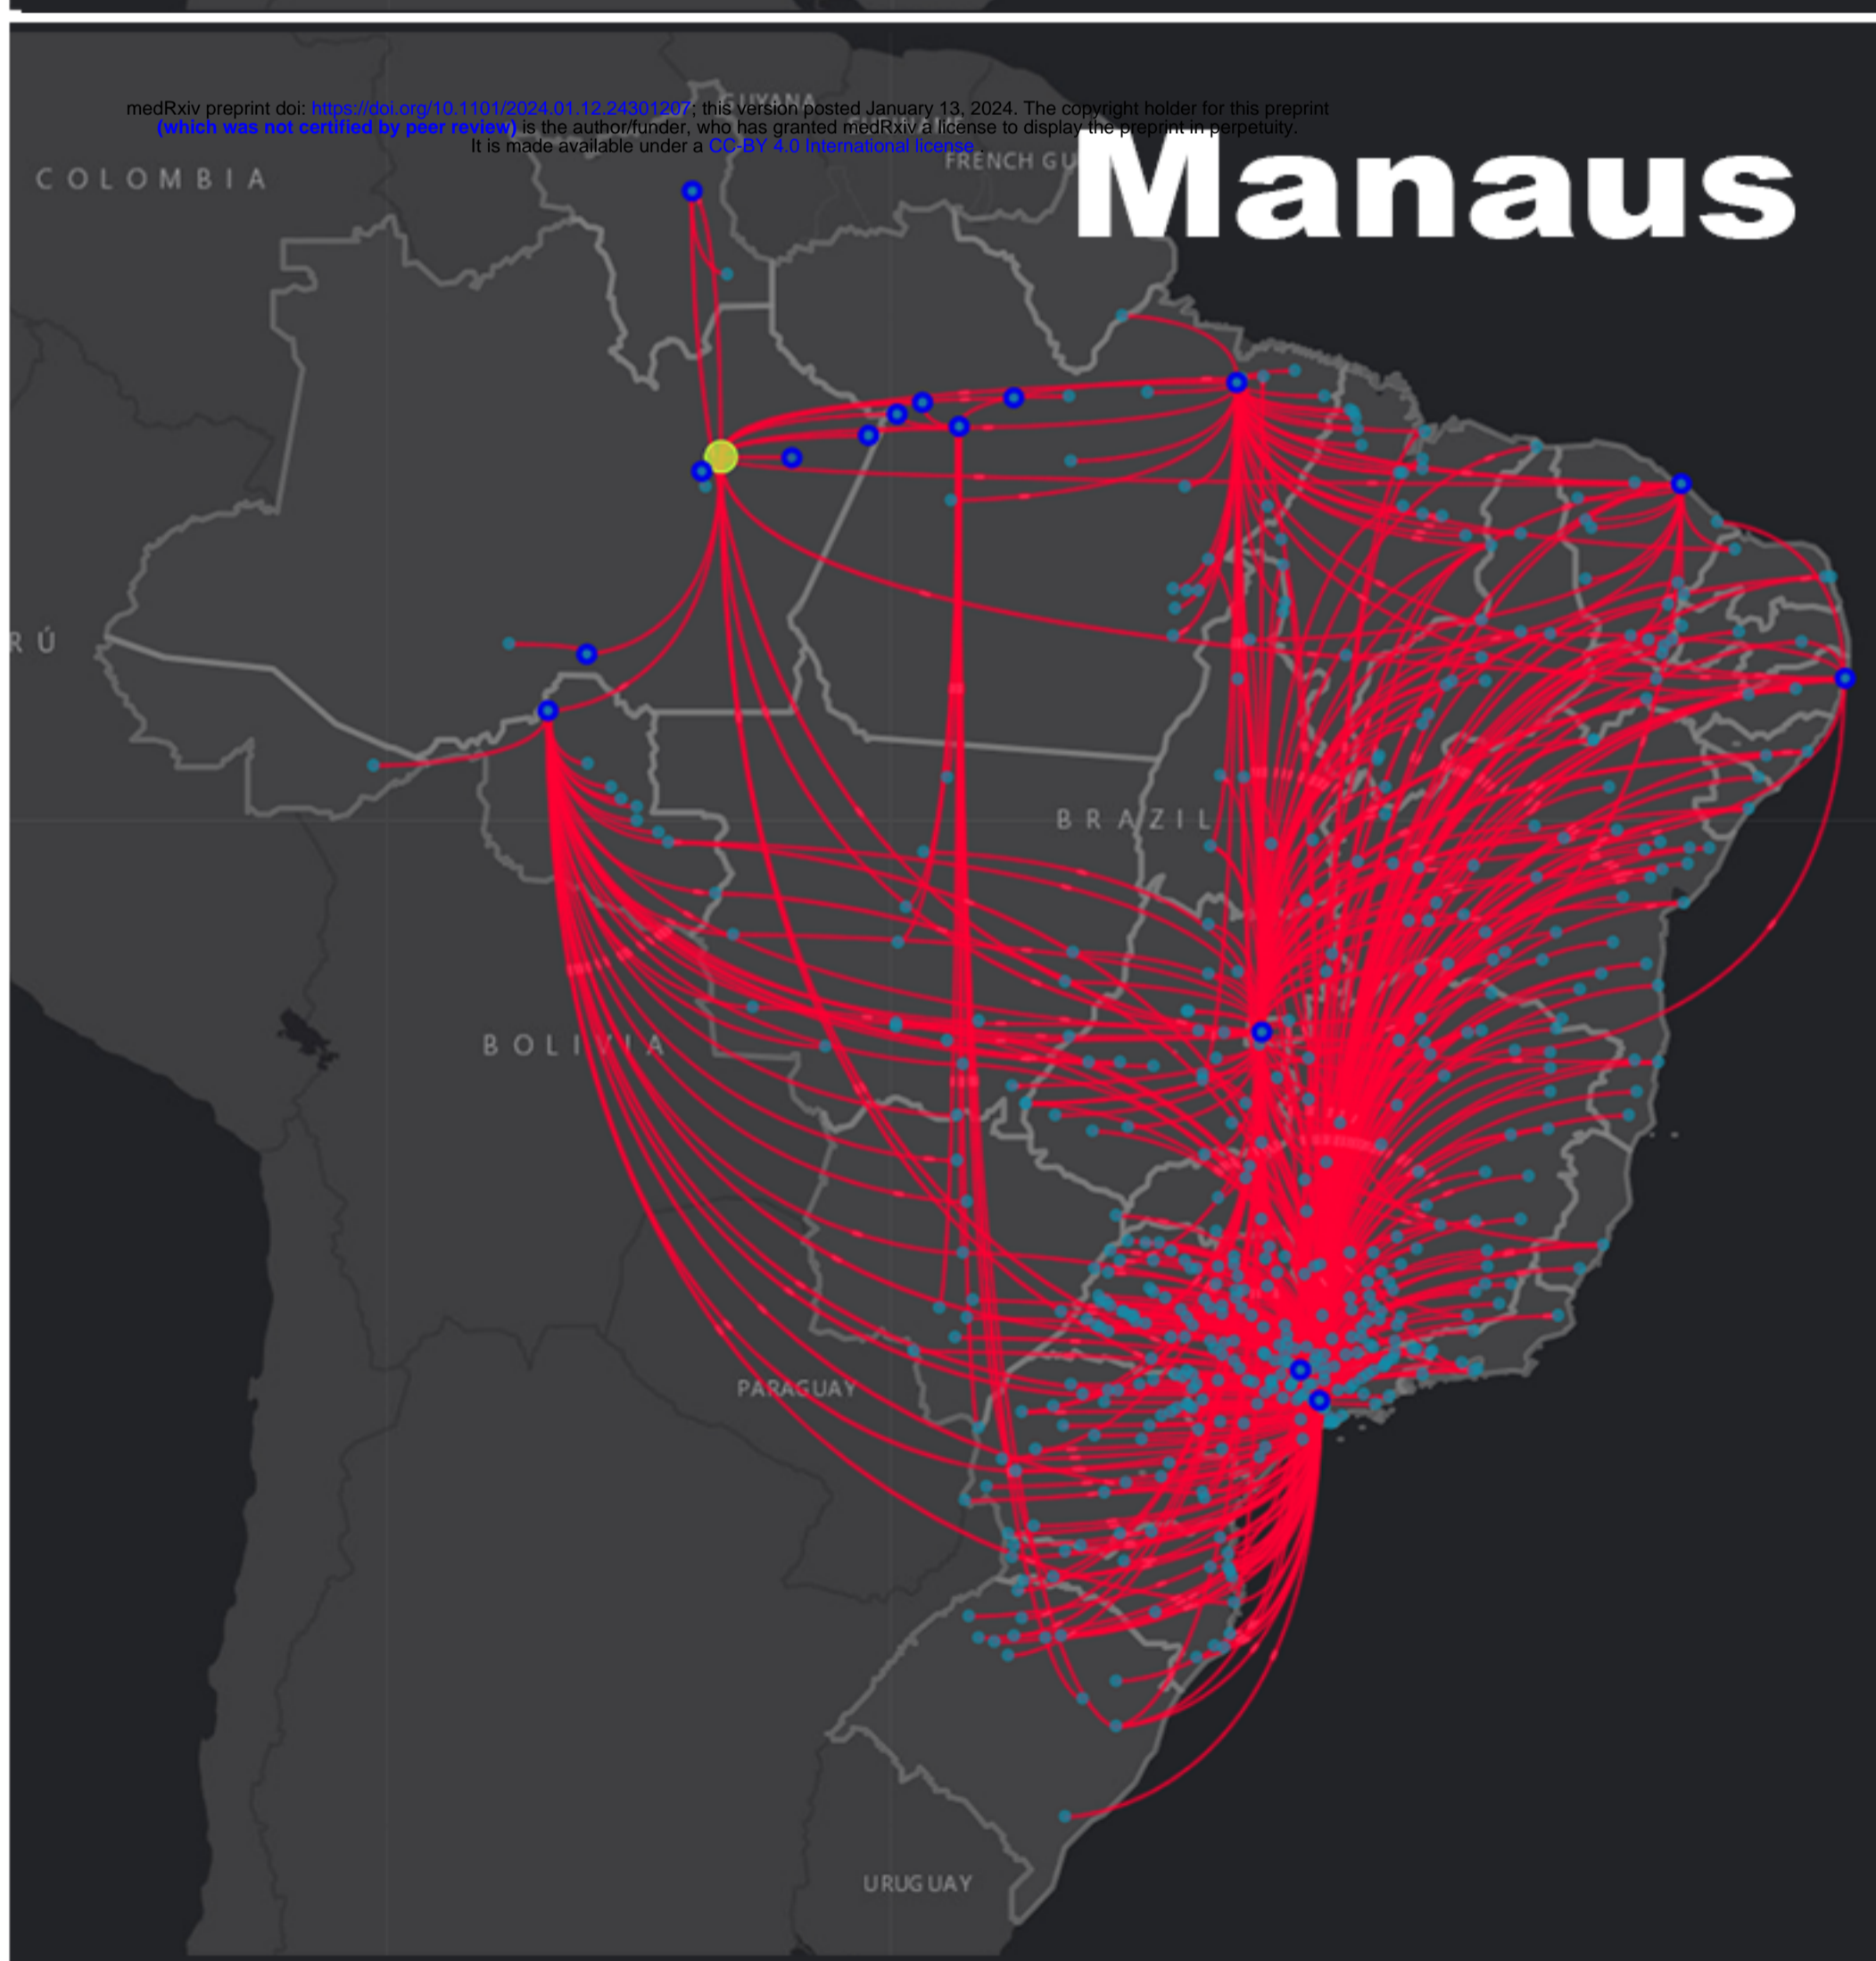 GUYANA
medRxiv preprint doi: https://doi.org/10.1101/2024.01.12.24301207; this version posted January 13, 2024. The copyright holder for this preprint
(which was not certified by peer review) is the author/funder, who has granted medRxiv a license to display the preprint in perpetuity.
It is made available under a CC-BY 4.0 International license .
FRENCH GU
COLOMBIA
Manaus
RÚ
BRAZIL
BOLIVIA
PARAGUAY
URUGUAY